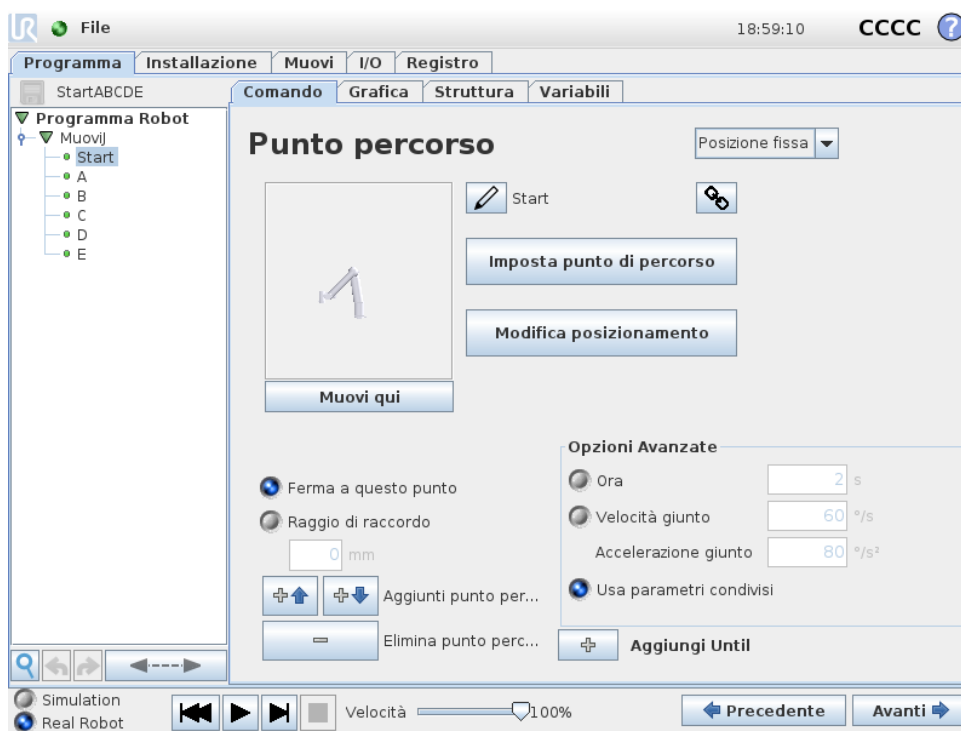 UR File 18:59:10 CCCC ?
Programma Installazione Muovi I/O Registro
StartABCDE
Comando Grafica Struttura Variabili
Programma Robot
MuoviJ
Start
A
B
C
D
E
Punto percorso
Posizione fissa
Start
Imposta punto di percorso
Modifica posizionamento
Muovi qui
Ferma a questo punto
Raggio di raccordo
0 mm
Aggiunti punto per...
Elimina punto perc...
Opzioni Avanzate
Ora 2 s
Velocità giunto 60 °/s
Accelerazione giunto 80 °/s²
Usa parametri condivisi
Aggiungi Until
Simulation
Real Robot
Velocità 100%
Precedente
Avanti